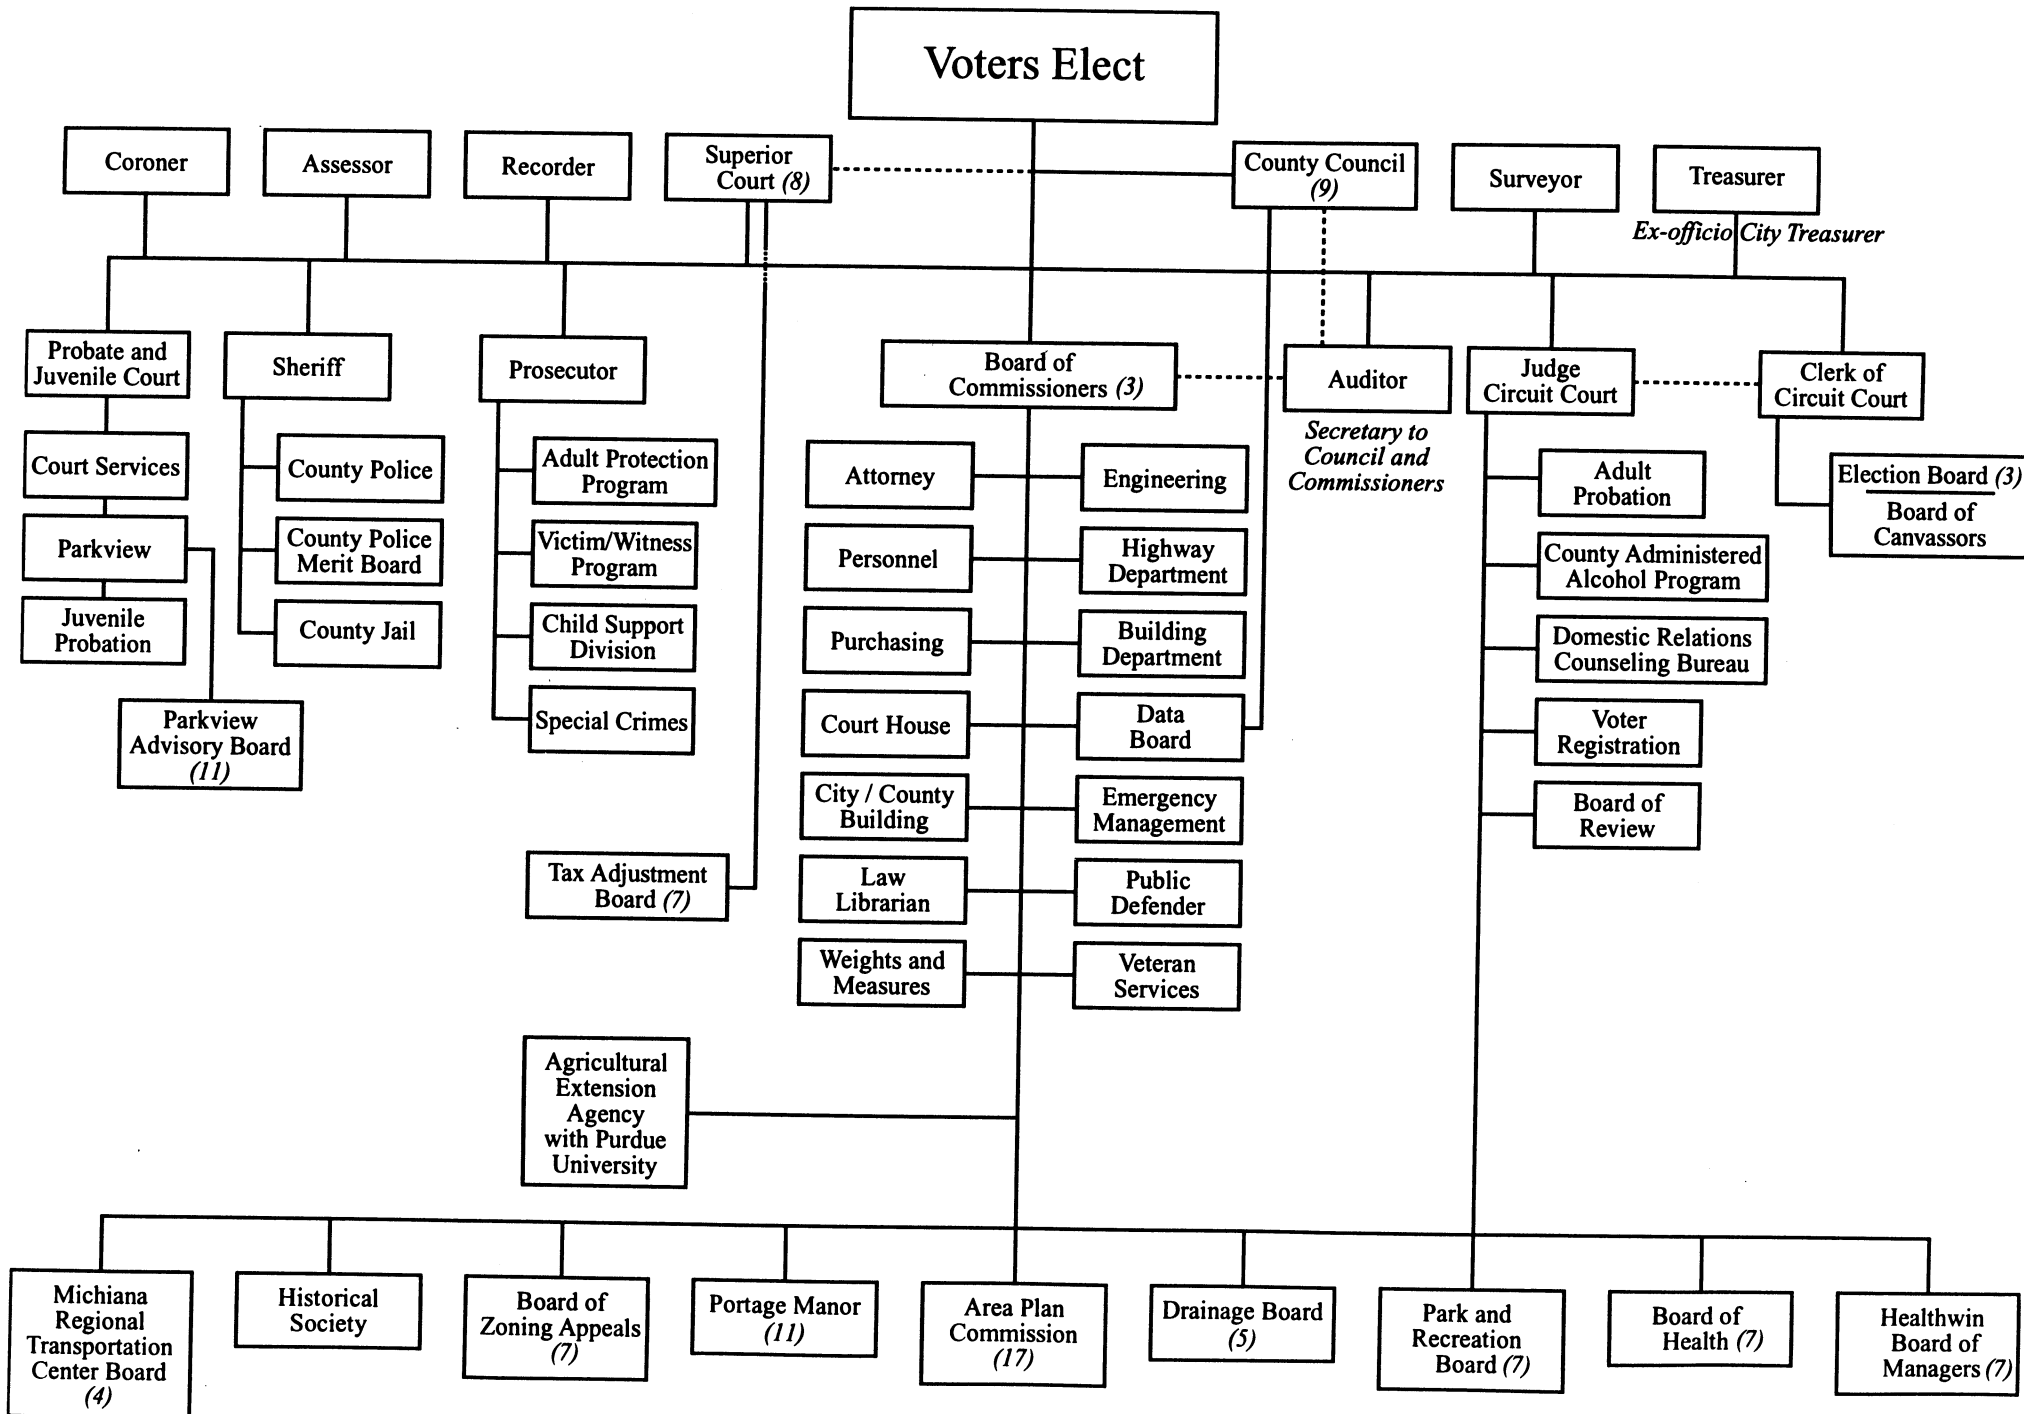 Voters Elect
Coroner
Assessor
Recorder
Superior
Court (8)
County Council
(9)
Surveyor
Treasurer
Ex-officio City Treasurer
Probate and
Juvenile Court
Sheriff
Prosecutor
Board of
Commissioners (3)
Auditor
Secretary to
Council and
Commissioners
Judge
Circuit Court
Clerk of
Circuit Court
Court Services
Parkview
Juvenile
Probation
Parkview
Advisory Board
(11)
County Police
County Police
Merit Board
County Jail
Adult Protection
Program
Victim/Witness
Program
Child Support
Division
Special Crimes
Tax Adjustment
Board (7)
Attorney
Engineering
Personnel
Highway
Department
Purchasing
Building
Department
Court House
Data
Board
City / County
Building
Emergency
Management
Law
Librarian
Public
Defender
Weights and
Measures
Veteran
Services
Adult
Probation
County Administered
Alcohol Program
Domestic Relations
Counseling Bureau
Voter
Registration
Board of
Review
Election Board (3)
Board of
Canvassors
Agricultural
Extension
Agency
with Purdue
University
Michiana
Regional
Transportation
Center Board
(4)
Historical
Society
Board of
Zoning Appeals
(7)
Portage Manor
(11)
Area Plan
Commission
(17)
Drainage Board
(5)
Park and
Recreation
Board (7)
Board of
Health (7)
Healthwin
Board of
Managers (7)